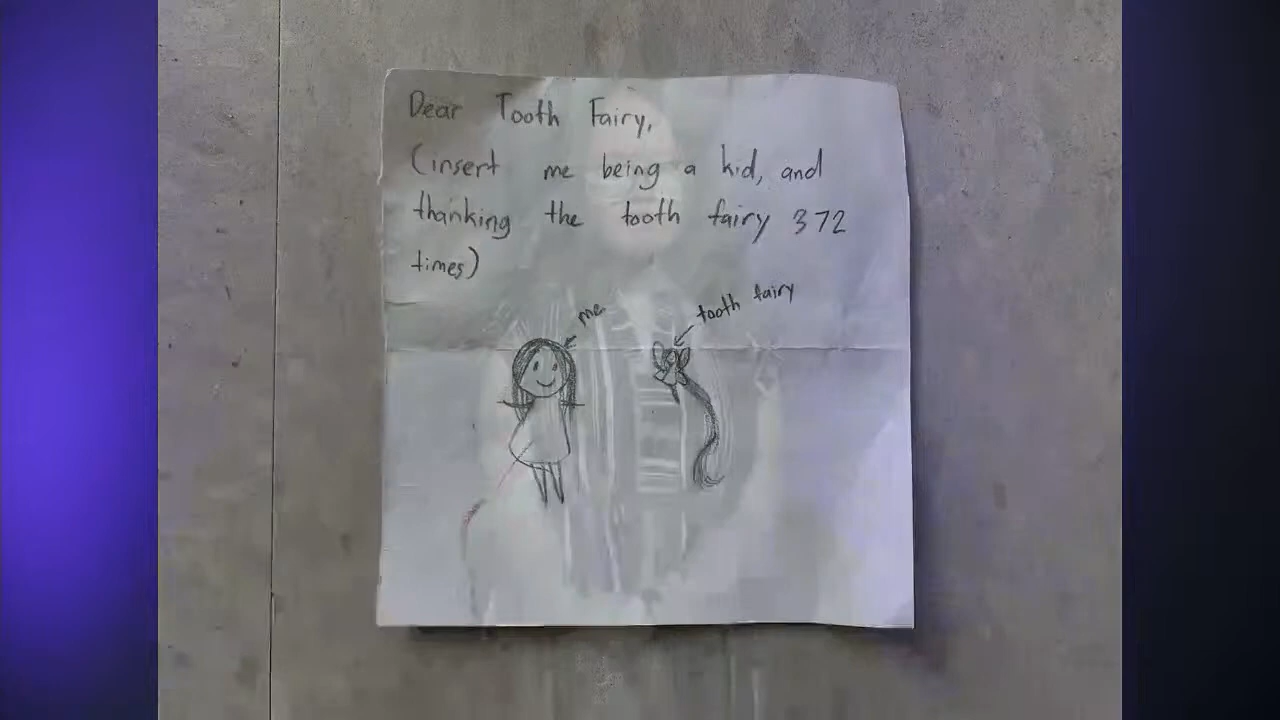 Dear Tooth Fairy,
(insert me being a kid, and
thanking the tooth fairy 372
times)
me
tooth fairy